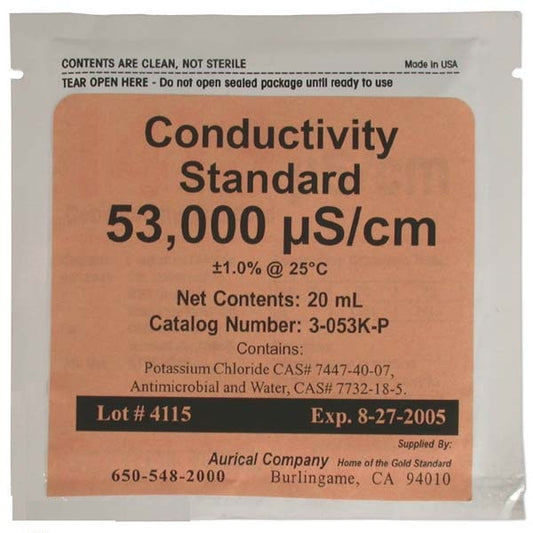 CONTENTS ARE CLEAN, NOT STERILE Made in USA
TEAR OPEN HERE - Do not open sealed package until ready to use
Conductivity
Standard
53,000 µS/cm
±1.0% @ 25°C
Net Contents: 20 mL
Catalog Number: 3-053K-P
Contains:
Potassium Chloride CAS# 7447-40-07,
Antimicrobial and Water, CAS# 7732-18-5.
Lot # 4115 Exp. 8-27-2005
Supplied By:
Aurical Company Home of the Gold Standard
650-548-2000 Burlingame, CA 94010